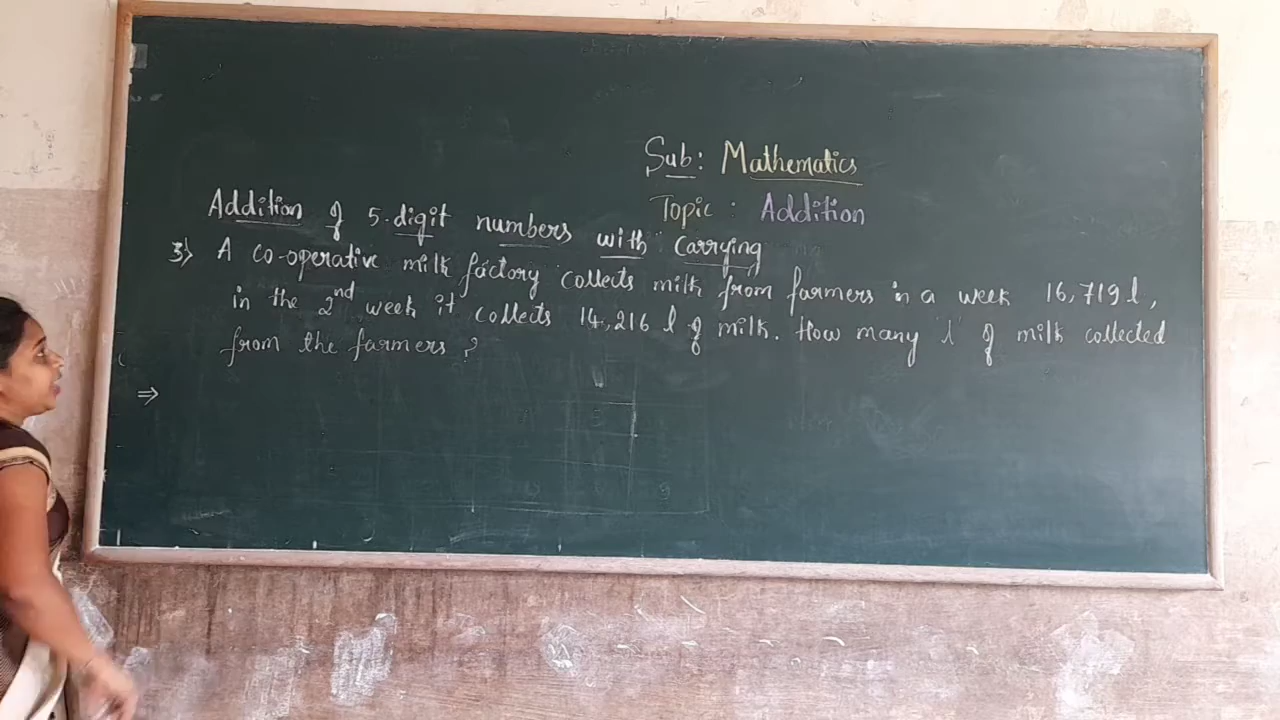 Sub: Mathematics
Topic: Addition
Addition of 5-digit numbers with carrying
3) A co-operative milk factory collects milk from farmers in a week 16,719 l,
in the 2nd week it collects 14,216 l of milk. How many 'l' of milk collected
from the farmers?
⇒